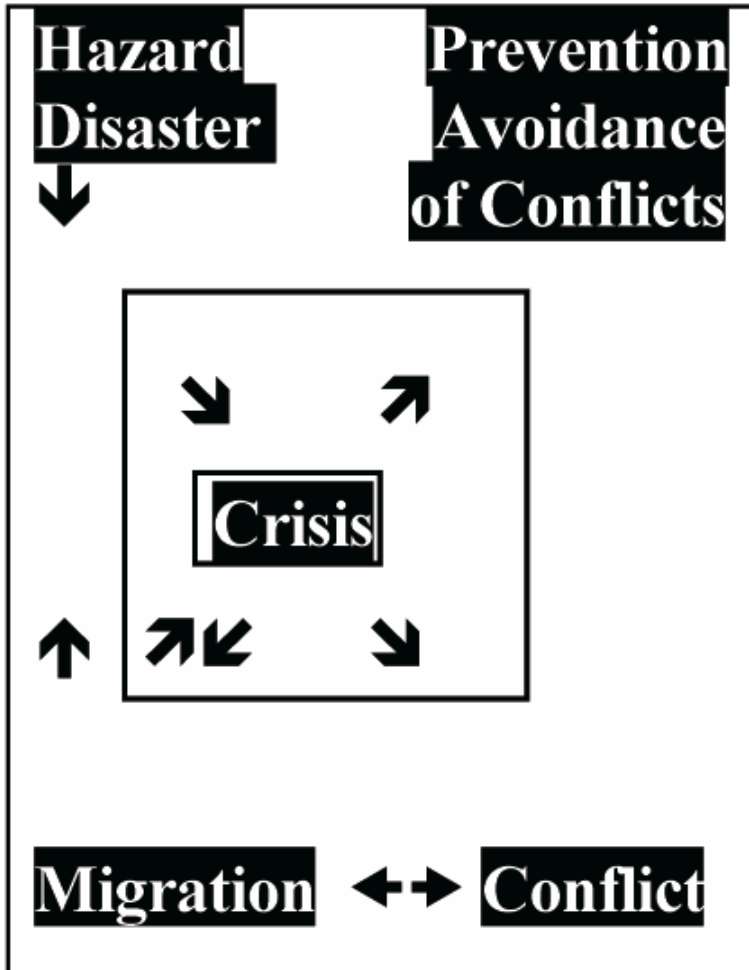 Hazard
Disaster
Prevention
Avoidance
of Conflicts
Crisis
Migration
Conflict